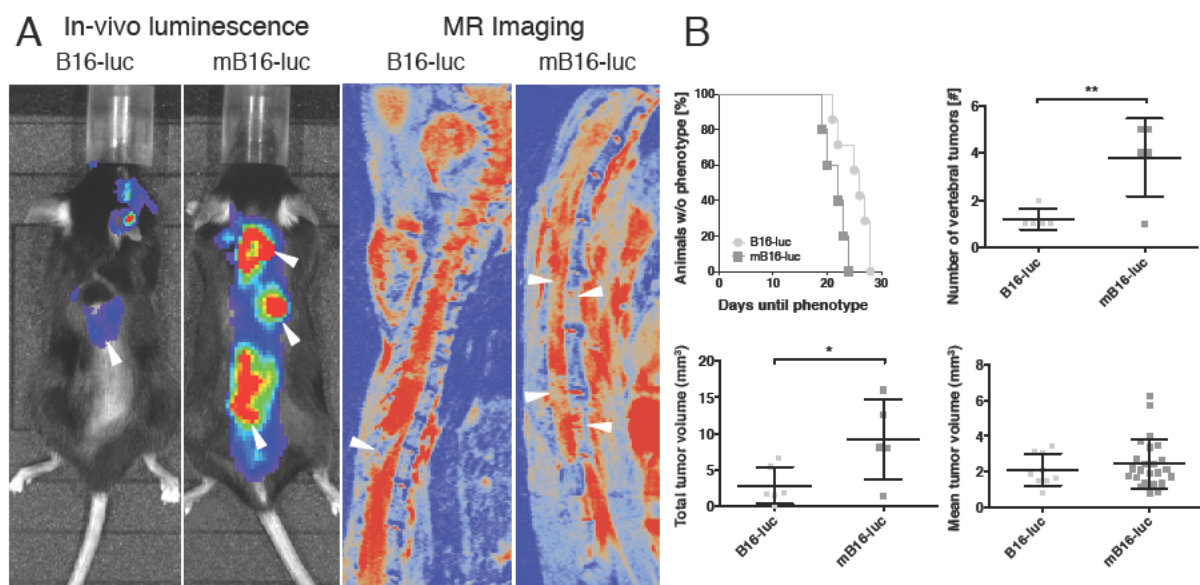 A
In-vivo luminescence
MR Imaging
B16-luc
mB16-luc
B16-luc
mB16-luc
B
Animals w/o phenotype [%]
100
80
60
40
20
0
B16-luc
mB16-luc
0
10
20
30
Days until phenotype
Number of vertebral tumors [#]
6
4
2
0
**
B16-luc
mB16-luc
Total tumor volume (mm³)
20
15
10
5
0
*
B16-luc
mB16-luc
Mean tumor volume (mm³)
8
6
4
2
0
B16-luc
mB16-luc